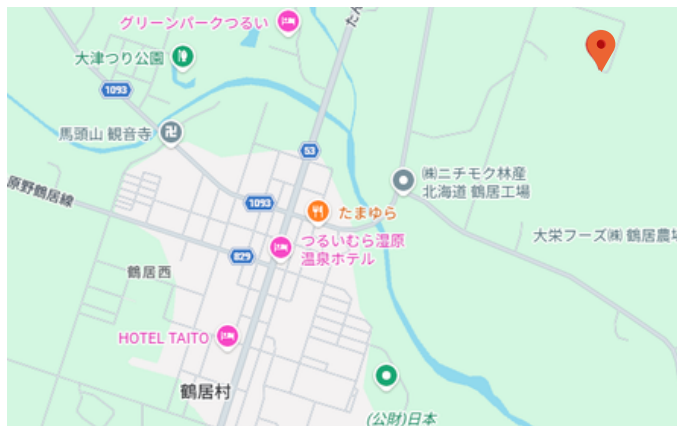 グリーンパークつるい
大津つり公園
1093
馬頭山 観音寺
53
㈱ニチモク林産
北海道 鶴居工場
原野鶴居線
1093
たまゆら
大栄フーズ㈱ 鶴居農場
つるいむら湿原
温泉ホテル
829
鶴居西
HOTEL TAITO
鶴居村
(公財)日本